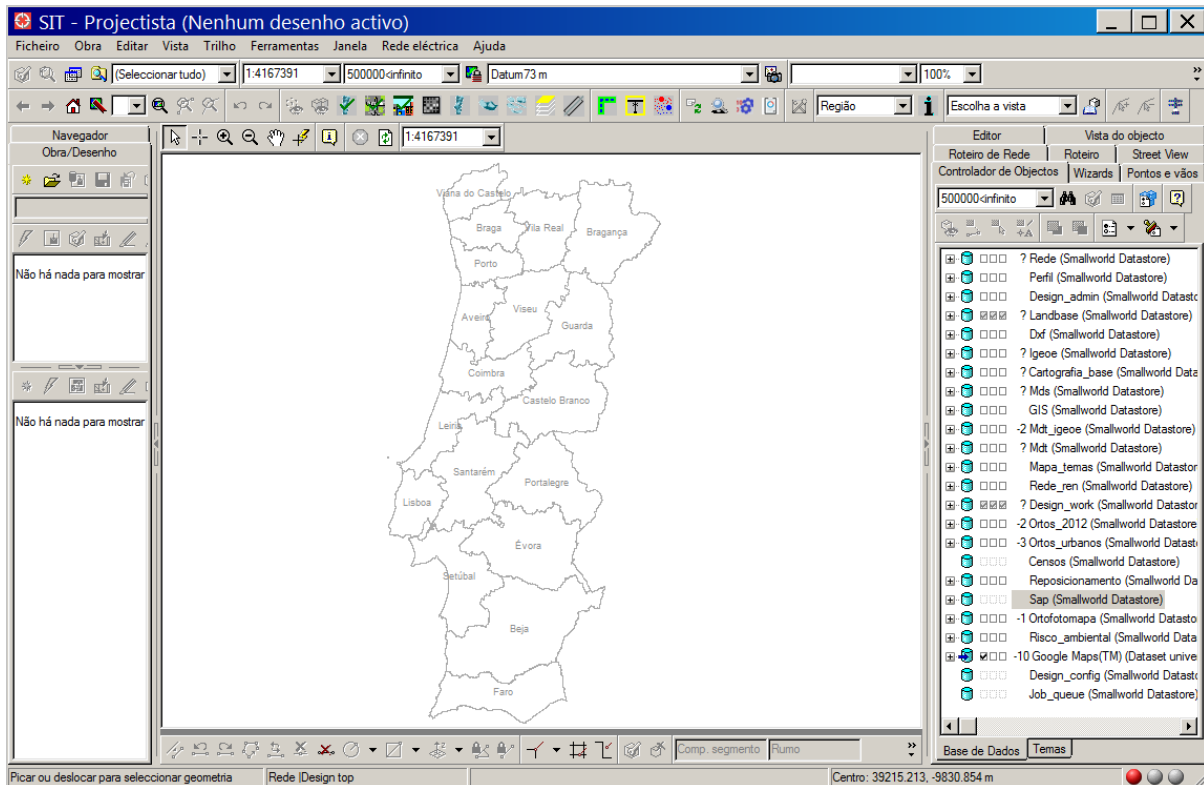 SIT - Projectista (Nenhum desenho activo)
Ficheiro Obra Editar Vista Trilho Ferramentas Janela Rede eléctrica Ajuda
(Seleccionar tudo) 1:4167391 500000<infinito Datum73 m 100%
Região Escolha a vista
Navegador
Obra/Desenho
1:4167391
Não há nada para mostrar
Não há nada para mostrar
Viana do Castelo
Braga
Vila Real
Bragança
Porto
Aveiro
Viseu
Guarda
Coimbra
Castelo Branco
Leiria
Santarém
Portalegre
Lisboa
Évora
Setúbal
Beja
Faro
Editor Vista do objecto
Roteiro de Rede Roteiro Street View
Controlador de Objectos Wizards Pontos e vãos
500000<infinito
? Rede (Smallworld Datastore)
Perfil (Smallworld Datastore)
Design_admin (Smallworld Datastc
? Landbase (Smallworld Datastore)
Dxf (Smallworld Datastore)
? Igeoe (Smallworld Datastore)
? Cartografia_base (Smallworld Data
? Mds (Smallworld Datastore)
GIS (Smallworld Datastore)
-2 Mdt_igeoe (Smallworld Datastore)
? Mdt (Smallworld Datastore)
Mapa_temas (Smallworld Datastor
Rede_ren (Smallworld Datastore)
? Design_work (Smallworld Datastore)
-2 Ortos_2012 (Smallworld Datastore
-3 Ortos_urbanos (Smallworld Datast
Censos (Smallworld Datastore)
Reposicionamento (Smallworld Da
Sap (Smallworld Datastore)
-1 Ortofotomapa (Smallworld Datasto
Risco_ambiental (Smallworld Data
-10 Google Maps(TM) (Dataset unive
Design_config (Smallworld Datast
Job_queue (Smallworld Datastore)
Base de Dados Temas
Comp. segmento Rumo
Picar ou deslocar para seleccionar geometria Rede |Design top Centro: 39215.213, -9830.854 m